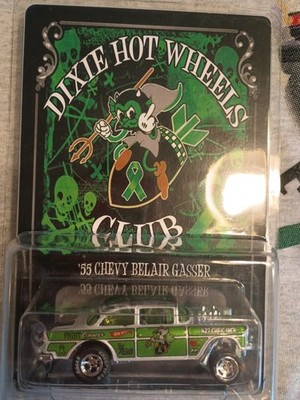 DIXIE HOT WHEELS
CLUB
'55 CHEVY BELAIR GASSER